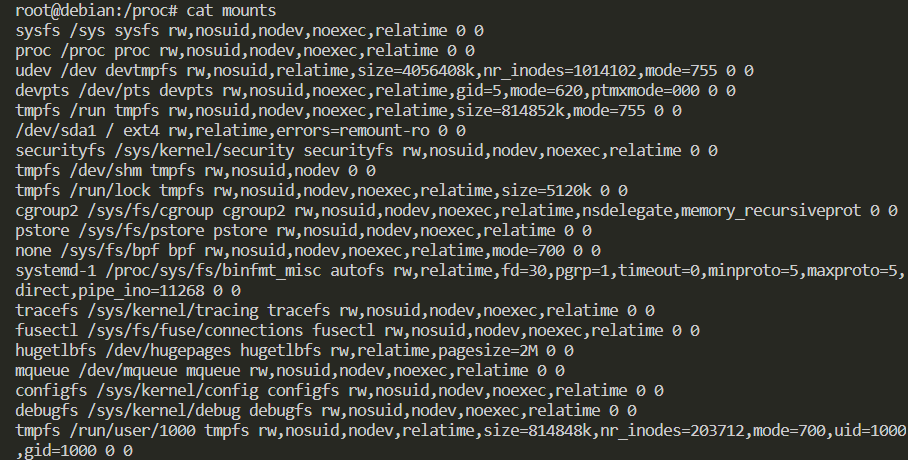 root@debian:/proc# cat mounts
sysfs /sys sysfs rw,nosuid,nodev,noexec,relatime 0 0
proc /proc proc rw,nosuid,nodev,noexec,relatime 0 0
udev /dev devtmpfs rw,nosuid,relatime,size=4056408k,nr_inodes=1014102,mode=755 0 0
devpts /dev/pts devpts rw,nosuid,noexec,relatime,gid=5,mode=620,ptmxmode=000 0 0
tmpfs /run tmpfs rw,nosuid,nodev,noexec,relatime,size=814852k,mode=755 0 0
/dev/sda1 / ext4 rw,relatime,errors=remount-ro 0 0
securityfs /sys/kernel/security securityfs rw,nosuid,nodev,noexec,relatime 0 0
tmpfs /dev/shm tmpfs rw,nosuid,nodev 0 0
tmpfs /run/lock tmpfs rw,nosuid,nodev,noexec,relatime,size=5120k 0 0
cgroup2 /sys/fs/cgroup cgroup2 rw,nosuid,nodev,noexec,relatime,nsdelegate,memory_recursiveprot 0 0
pstore /sys/fs/pstore pstore rw,nosuid,nodev,noexec,relatime 0 0
none /sys/fs/bpf bpf rw,nosuid,nodev,noexec,relatime,mode=700 0 0
systemd-1 /proc/sys/fs/binfmt_misc autofs rw,relatime,fd=30,pgrp=1,timeout=0,minproto=5,maxproto=5,
direct,pipe_ino=11268 0 0
tracefs /sys/kernel/tracing tracefs rw,nosuid,nodev,noexec,relatime 0 0
fusectl /sys/fs/fuse/connections fusectl rw,nosuid,nodev,noexec,relatime 0 0
hugetlbfs /dev/hugepages hugetlbfs rw,relatime,pagesize=2M 0 0
mqueue /dev/mqueue mqueue rw,nosuid,nodev,noexec,relatime 0 0
configfs /sys/kernel/config configfs rw,nosuid,nodev,noexec,relatime 0 0
debugfs /sys/kernel/debug debugfs rw,nosuid,nodev,noexec,relatime 0 0
tmpfs /run/user/1000 tmpfs rw,nosuid,nodev,relatime,size=814848k,nr_inodes=203712,mode=700,uid=1000
,gid=1000 0 0